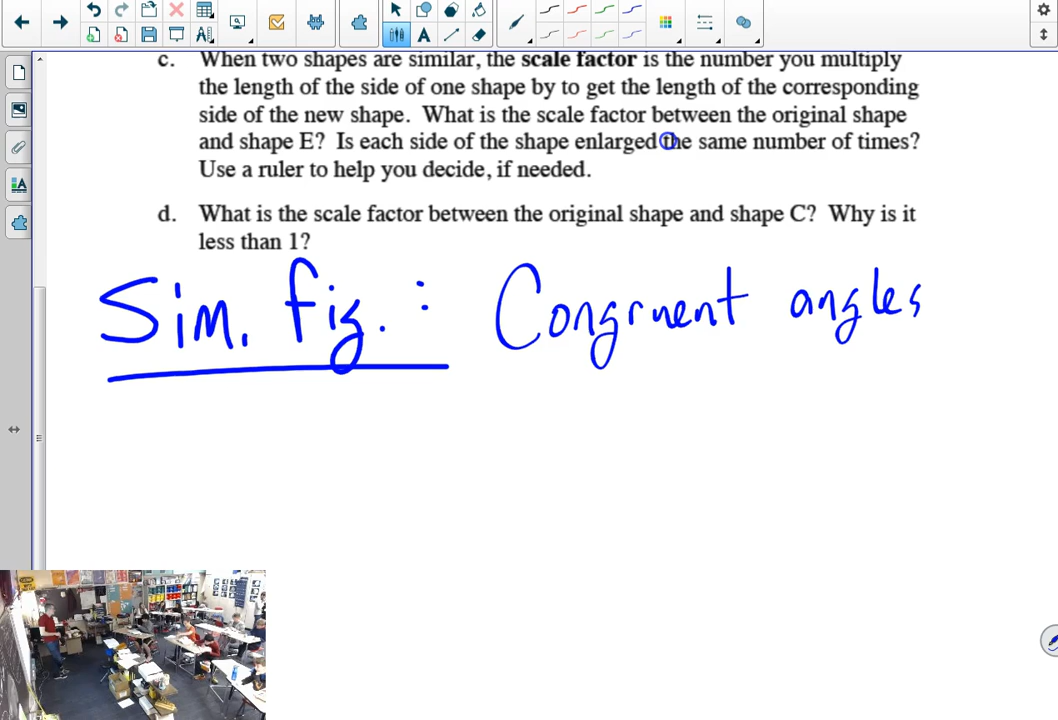 c. When two shapes are similar, the scale factor is the number you multiply
the length of the side of one shape by to get the length of the corresponding
side of the new shape. What is the scale factor between the original shape
and shape E? Is each side of the shape enlarged the same number of times?
Use a ruler to help you decide, if needed.
d. What is the scale factor between the original shape and shape C? Why is it
less than 1?
Sim. fig. : Congruent angles